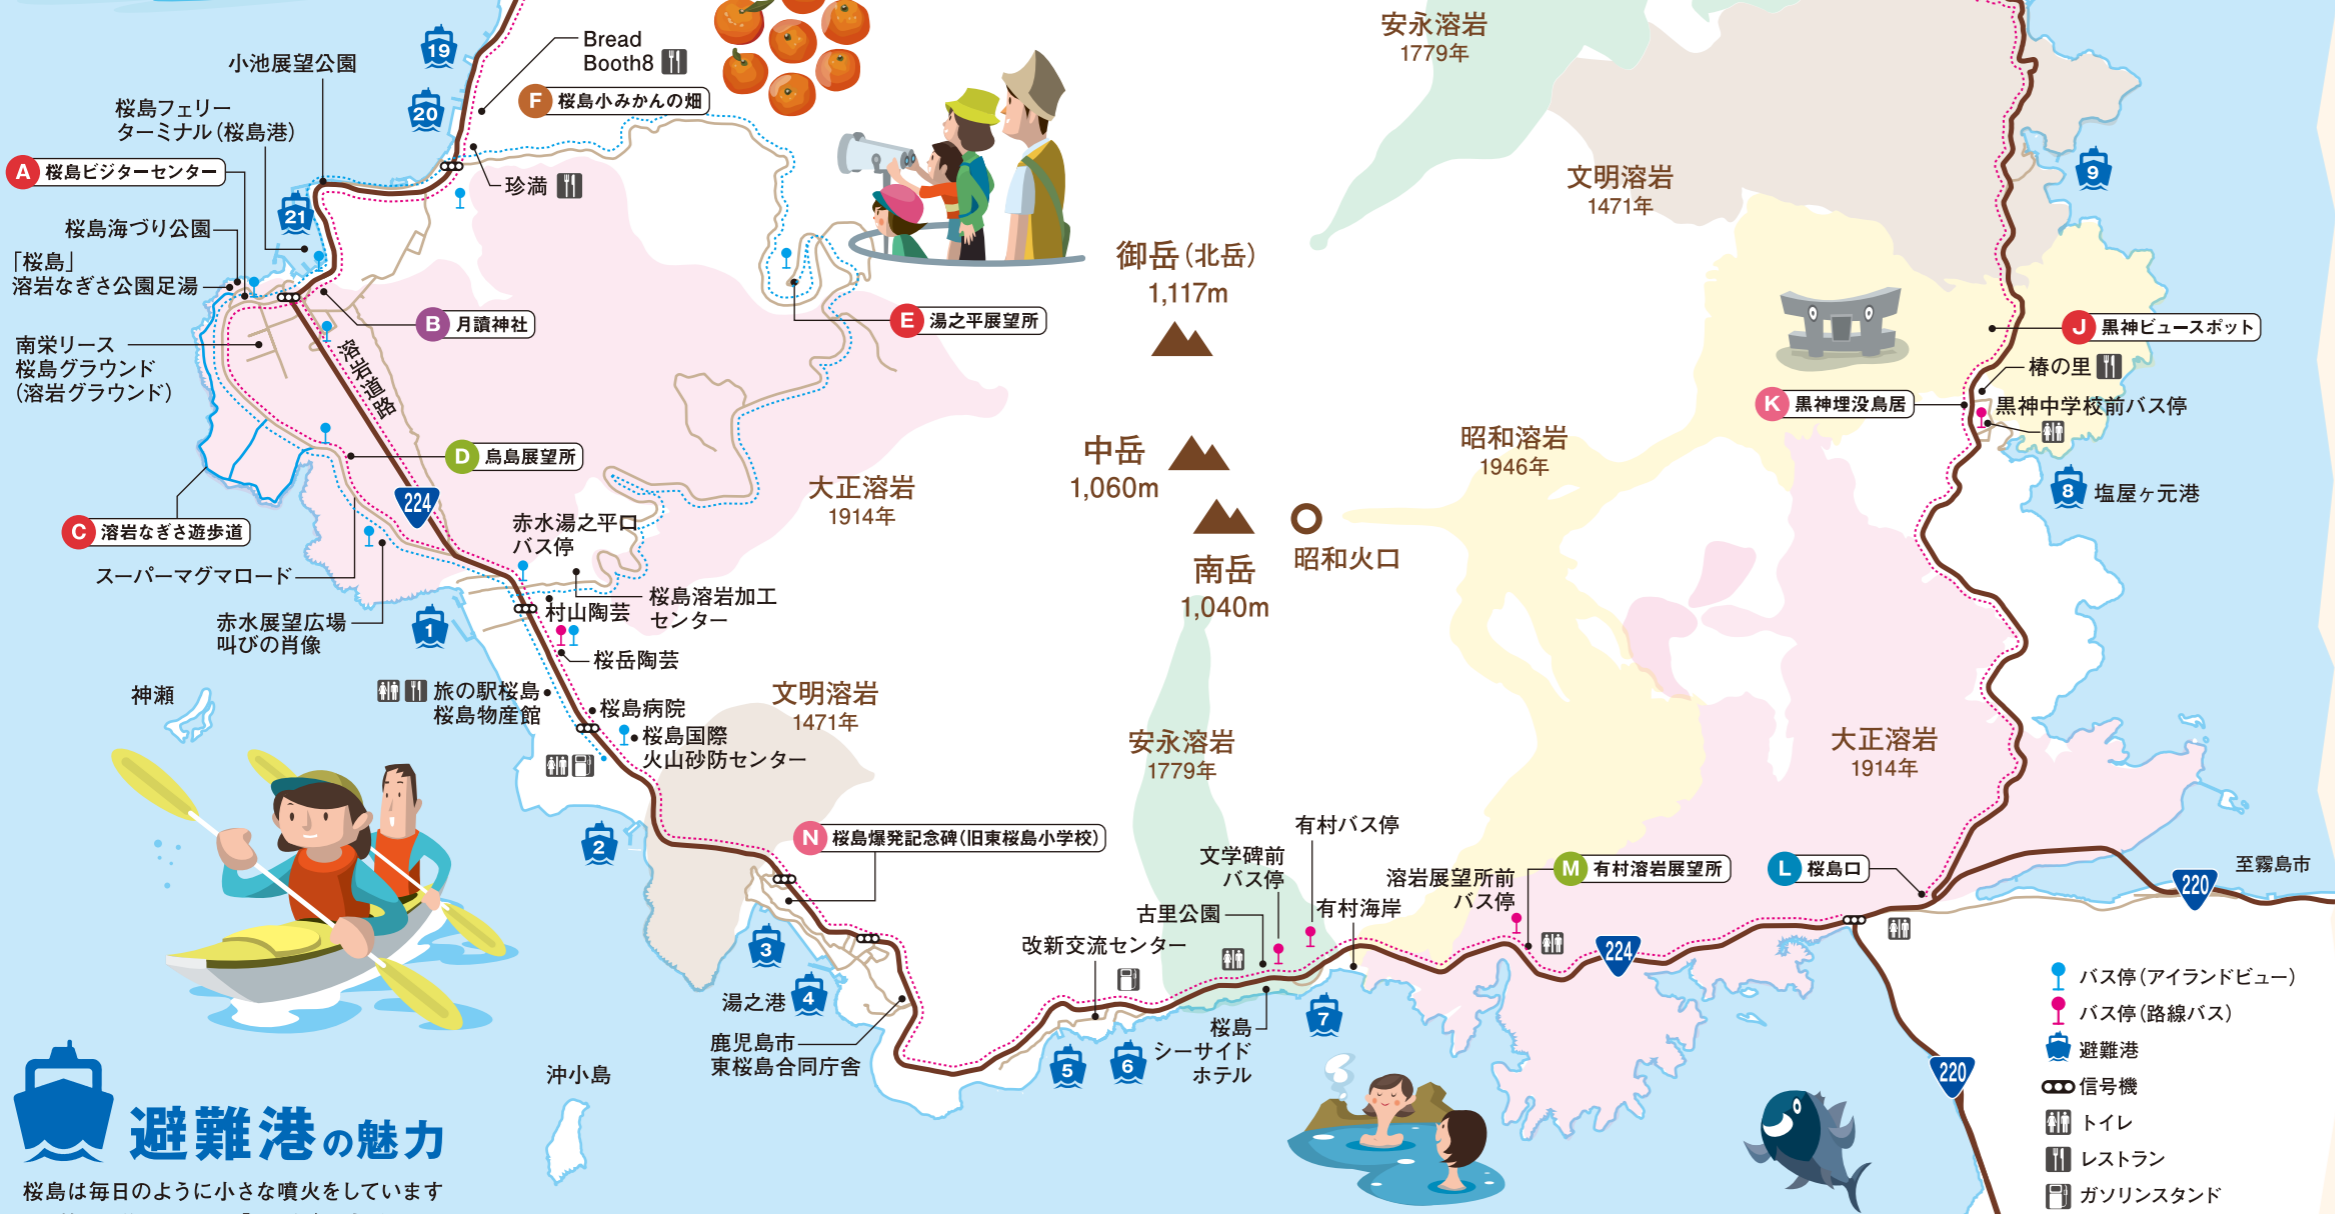 安永溶岩
1779年
19
Bread
Booth8
小池展望公園
桜島フェリー
ターミナル(桜島港)
20
F 桜島小みかんの畑
A 桜島ビジターセンター
珍満
文明溶岩
1471年
9
21
桜島海づり公園
「桜島」
溶岩なぎさ公園足湯
御岳(北岳)
1,117m
B 月讀神社
E 湯之平展望所
J 黒神ビュースポット
南栄リース
桜島グラウンド
(溶岩グラウンド)
溶岩道路
椿の里
K 黒神埋没鳥居
黒神中学校前バス停
D 烏島展望所
中岳
1,060m
昭和溶岩
1946年
大正溶岩
1914年
8 塩屋ヶ元港
224
C 溶岩なぎさ遊歩道
赤水湯之平口
バス停
昭和火口
南岳
1,040m
スーパーマグマロード
桜島溶岩加工
センター
村山陶芸
赤水展望広場
叫びの肖像
1
桜岳陶芸
神瀬
旅の駅桜島
桜島物産館
文明溶岩
1471年
桜島病院
桜島国際
火山砂防センター
安永溶岩
1779年
大正溶岩
1914年
2
N 桜島爆発記念碑(旧東桜島小学校)
有村バス停
文学碑前
バス停
溶岩展望所前
バス停
M 有村溶岩展望所
L 桜島口
至霧島市
220
古里公園
有村海岸
3
改新交流センター
224
湯之港 4
7
桜島
シーサイド
ホテル
鹿児島市
東桜島合同庁舎
5
6
沖小島
220
バス停(アイランドビュー)
バス停(路線バス)
避難港
信号機
トイレ
レストラン
ガソリンスタンド
避難港の魅力
桜島は毎日のように小さな噴火をしています